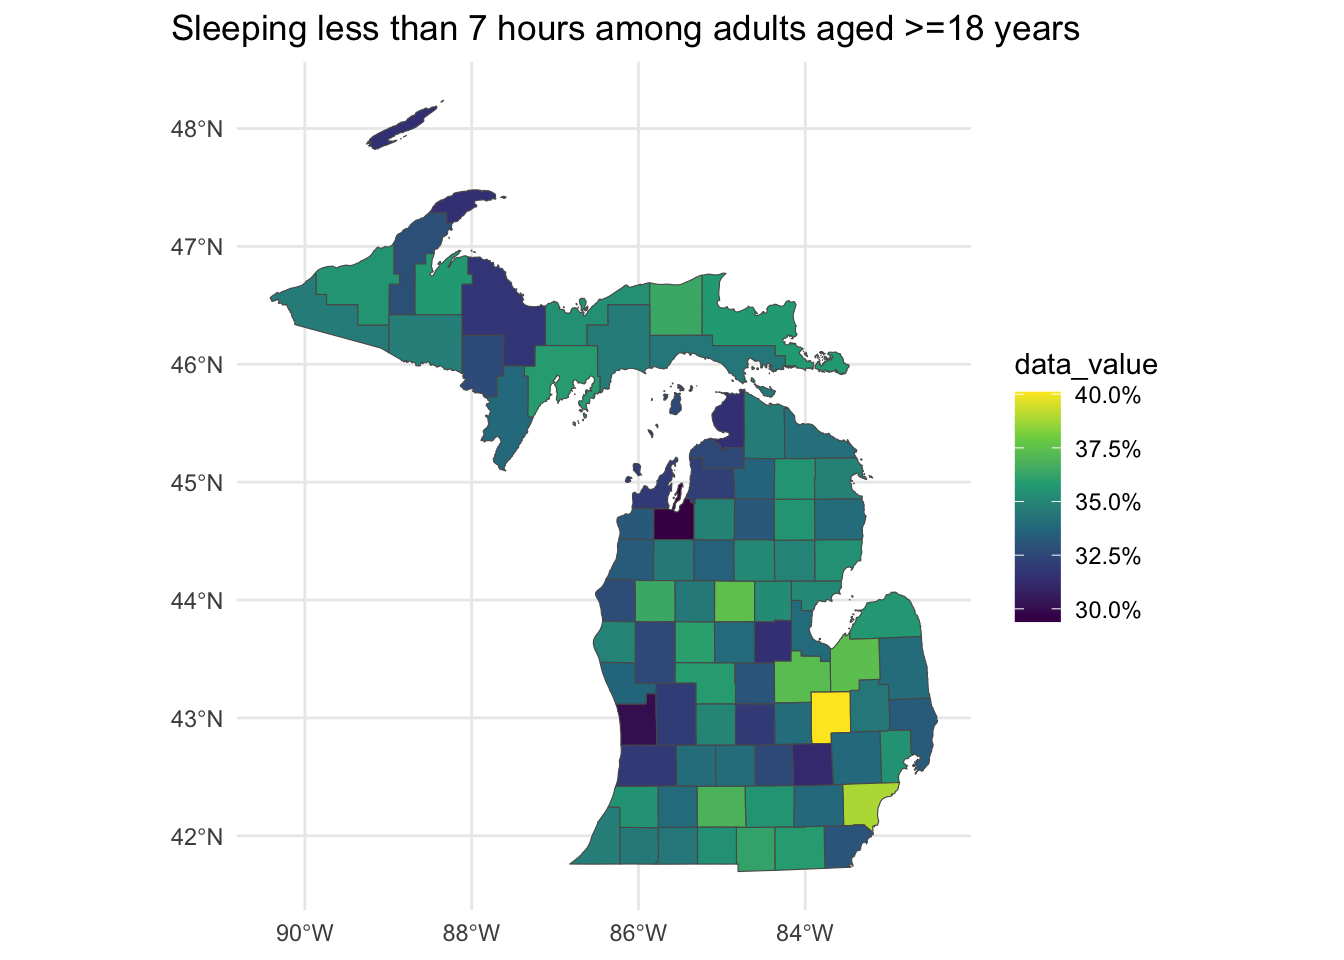 Sleeping less than 7 hours among adults aged >=18 years
48°N
47°N
46°N
45°N
44°N
43°N
42°N
90°W
88°W
86°W
84°W
data_value
40.0%
37.5%
35.0%
32.5%
30.0%